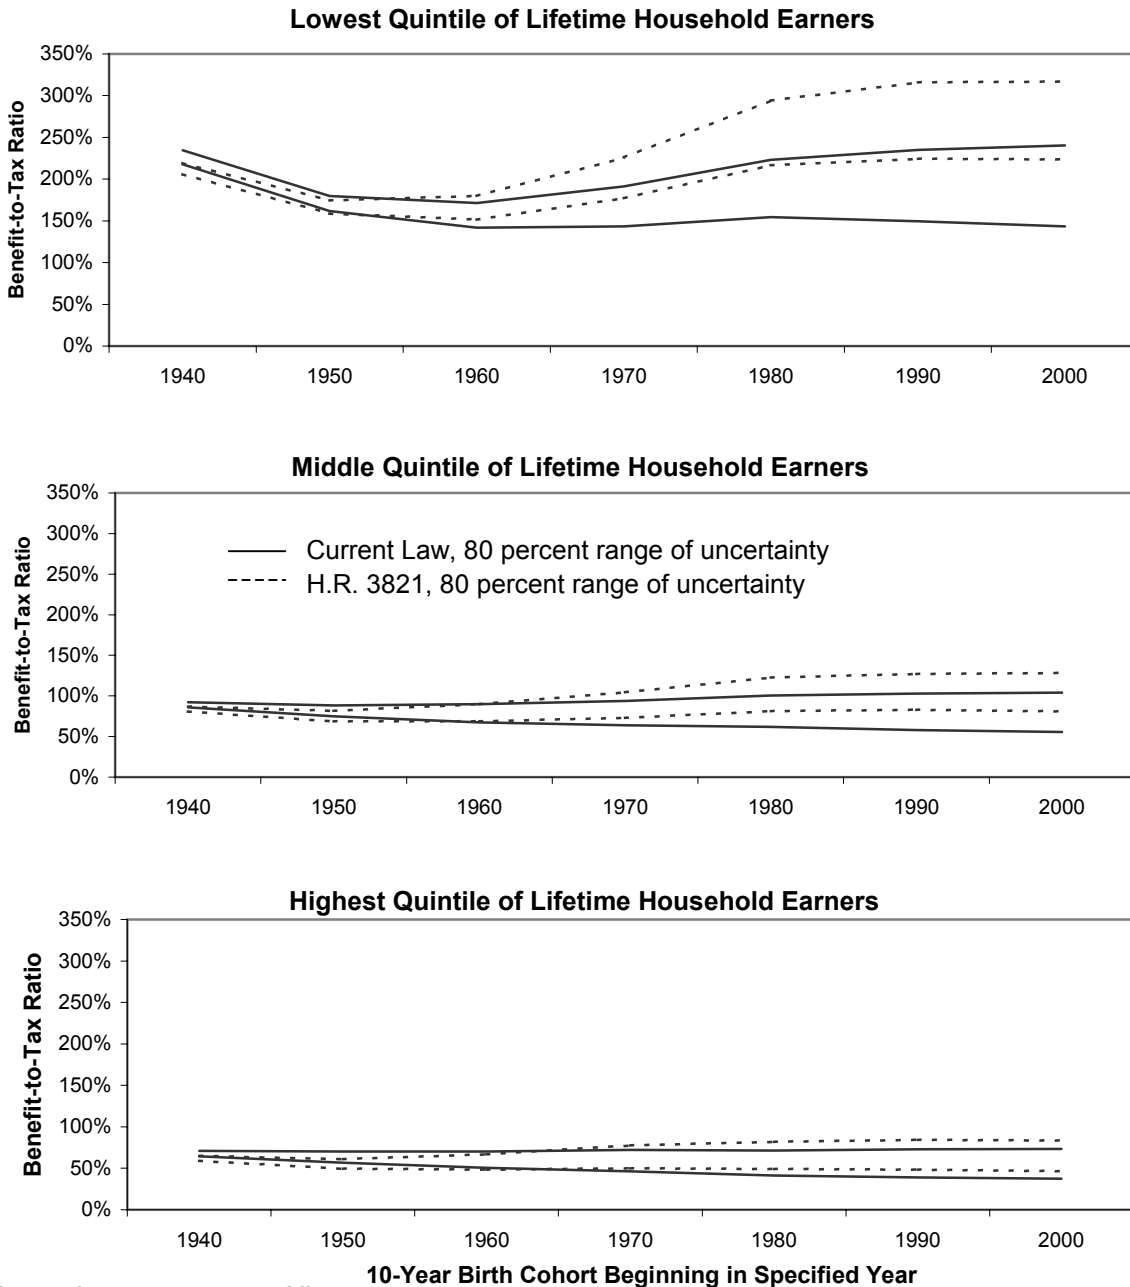 Lowest Quintile of Lifetime Household Earners
350%
300%
250%
200%
150%
100%
50%
0%
Benefit-to-Tax Ratio
1940 1950 1960 1970 1980 1990 2000
Middle Quintile of Lifetime Household Earners
350%
300%
250%
200%
150%
100%
50%
0%
Benefit-to-Tax Ratio
Current Law, 80 percent range of uncertainty
H.R. 3821, 80 percent range of uncertainty
1940 1950 1960 1970 1980 1990 2000
Highest Quintile of Lifetime Household Earners
350%
300%
250%
200%
150%
100%
50%
0%
Benefit-to-Tax Ratio
1940 1950 1960 1970 1980 1990 2000
10-Year Birth Cohort Beginning in Specified Year